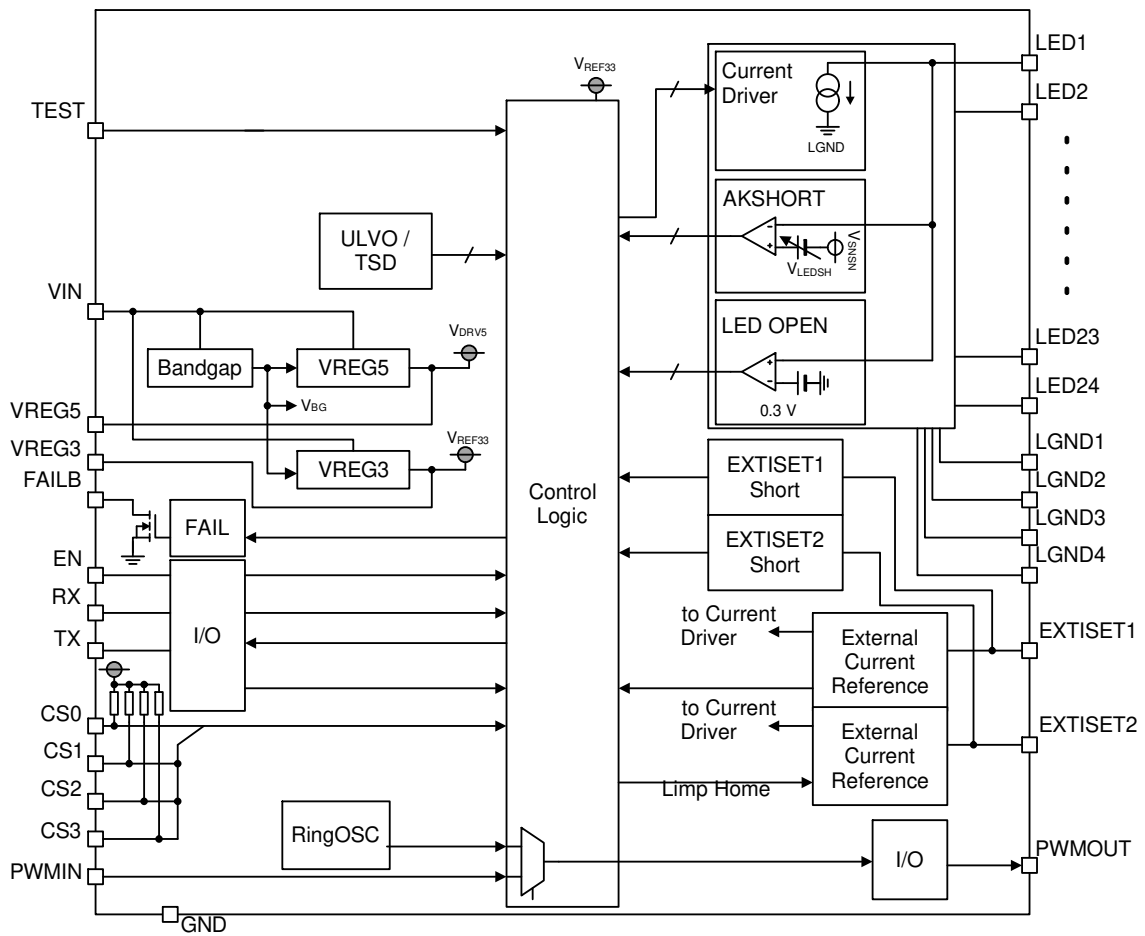 TEST
VIN
VREG5
VREG3
FAILB
EN
RX
TX
CS0
CS1
CS2
CS3
PWMIN
GND
ULVO /
TSD
Bandgap
VREG5
VDRV5
VBG
VREG3
VREF33
FAIL
I/O
RingOSC
VREF33
Control
Logic
Current
Driver
LGND
AKSHORT
VLEDSH
VSNSN
LED OPEN
0.3 V
EXTISET1
Short
EXTISET2
Short
to Current
Driver
External
Current
Reference
to Current
Driver
External
Current
Reference
Limp Home
I/O
LED1
LED2
LED23
LED24
LGND1
LGND2
LGND3
LGND4
EXTISET1
EXTISET2
PWMOUT